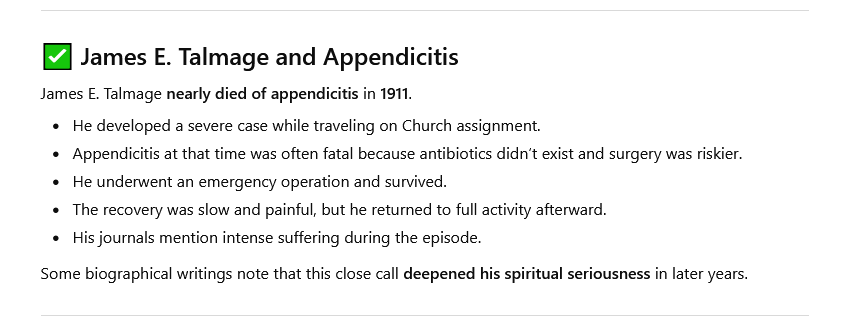 ✅ James E. Talmage and Appendicitis
James E. Talmage nearly died of appendicitis in 1911.
• He developed a severe case while traveling on Church assignment.
• Appendicitis at that time was often fatal because antibiotics didn't exist and surgery was riskier.
• He underwent an emergency operation and survived.
• The recovery was slow and painful, but he returned to full activity afterward.
• His journals mention intense suffering during the episode.
Some biographical writings note that this close call deepened his spiritual seriousness in later years.